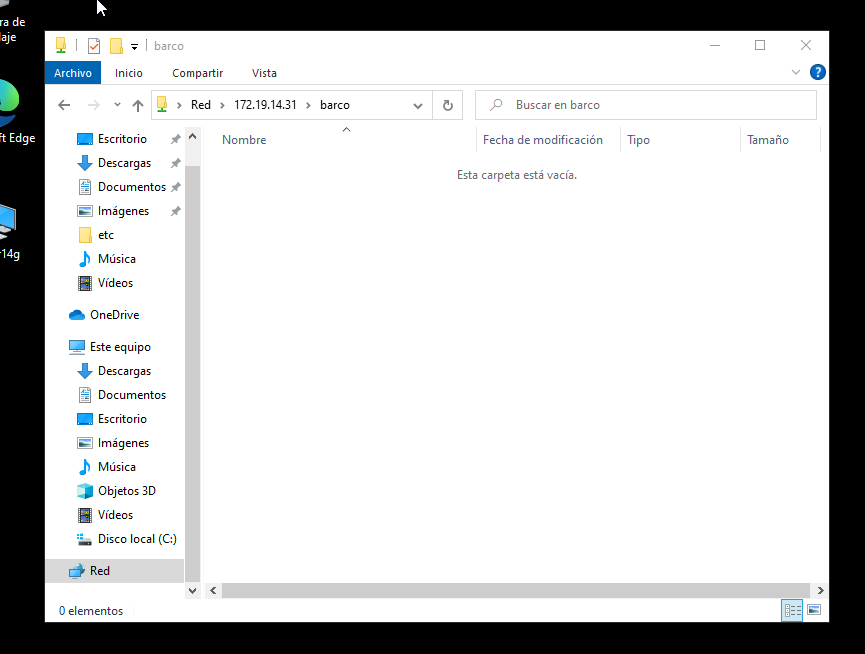 ra de
aje
ft Edge
14g
barco
Archivo Inicio Compartir Vista
Red 172.19.14.31 barco Buscar en barco
Nombre Fecha de modificación Tipo Tamaño
Esta carpeta está vacía.
Escritorio
Descargas
Documentos
Imágenes
etc
Música
Vídeos
OneDrive
Este equipo
Descargas
Documentos
Escritorio
Imágenes
Música
Objetos 3D
Vídeos
Disco local (C:)
Red
0 elementos